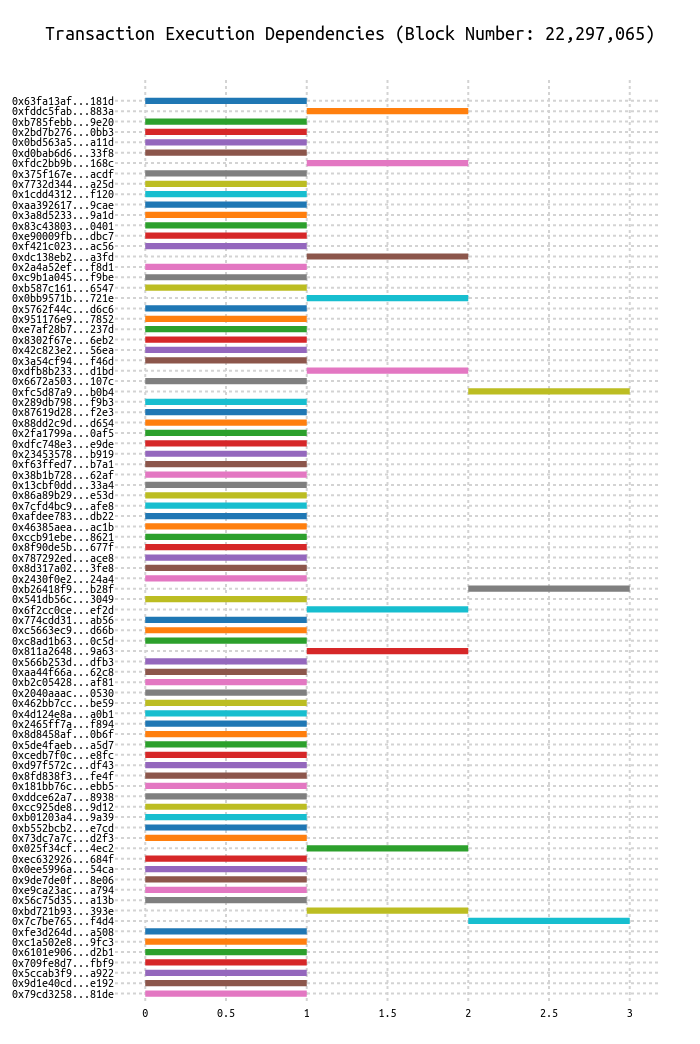 Transaction Execution Dependencies (Block Number: 22,297,065)
0x63fa13af...181d
0xfddc5fab...883a
0xb785febb...9e20
0x2bd7b276...0bb3
0x0bd563a5...a11d
0xd0bab6d6...33f8
0xfdc2bb9b...168c
0x375f167e...acdf
0x7732d344...a25d
0x1cdd4312...f120
0xaa392617...9cae
0x3a8d5233...9a1d
0x83c43803...0401
0xe90009fb...dbc7
0xf421c023...ac56
0xdc138eb2...a3fd
0x2a4a52ef...f8d1
0xc9b1a045...f9be
0xb587c161...6547
0x0bb9571b...721e
0x5762f44c...d6c6
0x951176e9...7852
0xe7af28b7...237d
0x8302f67e...6eb2
0x42c823e2...56ea
0x3a54cf94...f46d
0xdfb8b233...d1bd
0x6672a503...107c
0xfc5d87a9...b0b4
0x289db798...f9b3
0x87619d28...f2e3
0x88dd2c9d...d654
0x2fa1799a...0af5
0xdfc748e3...e9de
0x23453578...b919
0xf63ffed7...b7a1
0x38b1b728...62af
0x13cbf0dd...33a4
0x86a89b29...e53d
0x7cfd4bc9...afe8
0xafdee783...db22
0x46385aea...ac1b
0xccb91ebe...8621
0x8f90de5b...677f
0x787292ed...ace8
0x8d317a02...3fe8
0x2430f0e2...24a4
0xb26418f9...b28f
0x541db56c...3049
0x6f2cc0ce...ef2d
0x774cdd31...ab56
0xc5663ec9...d66b
0xc8ad1b63...0c5d
0x811a2648...9a63
0x566b253d...dfb3
0xaa44f66a...62c8
0xb2c05428...af81
0x2040aaac...0530
0x462bb7cc...be59
0x4d124e8a...a0b1
0x2465ff7a...f894
0x8d8458af...0b6f
0x5de4faeb...a5d7
0xcedb7f0c...e8fc
0xd97f572c...df43
0x8fd838f3...fe4f
0x181bb76c...ebb5
0xddce62a7...8938
0xcc925de8...9d12
0xb01203a4...9a39
0xb552bcb2...e7cd
0x73dc7a7c...d2f3
0x025f34cf...4ec2
0xec632926...684f
0x0ee5996a...54ca
0x9de7de0f...8e06
0xe9ca23ac...a794
0x56c75d35...a13b
0xbd721b93...393e
0x7c7be765...f4d4
0xfe3d264d...a508
0xc1a502e8...9fc3
0x6101e906...d2b1
0x709fe8d7...fbf9
0x5ccab3f9...a922
0x9d1e40cd...e192
0x79cd3258...81de
0 0.5 1 1.5 2 2.5 3